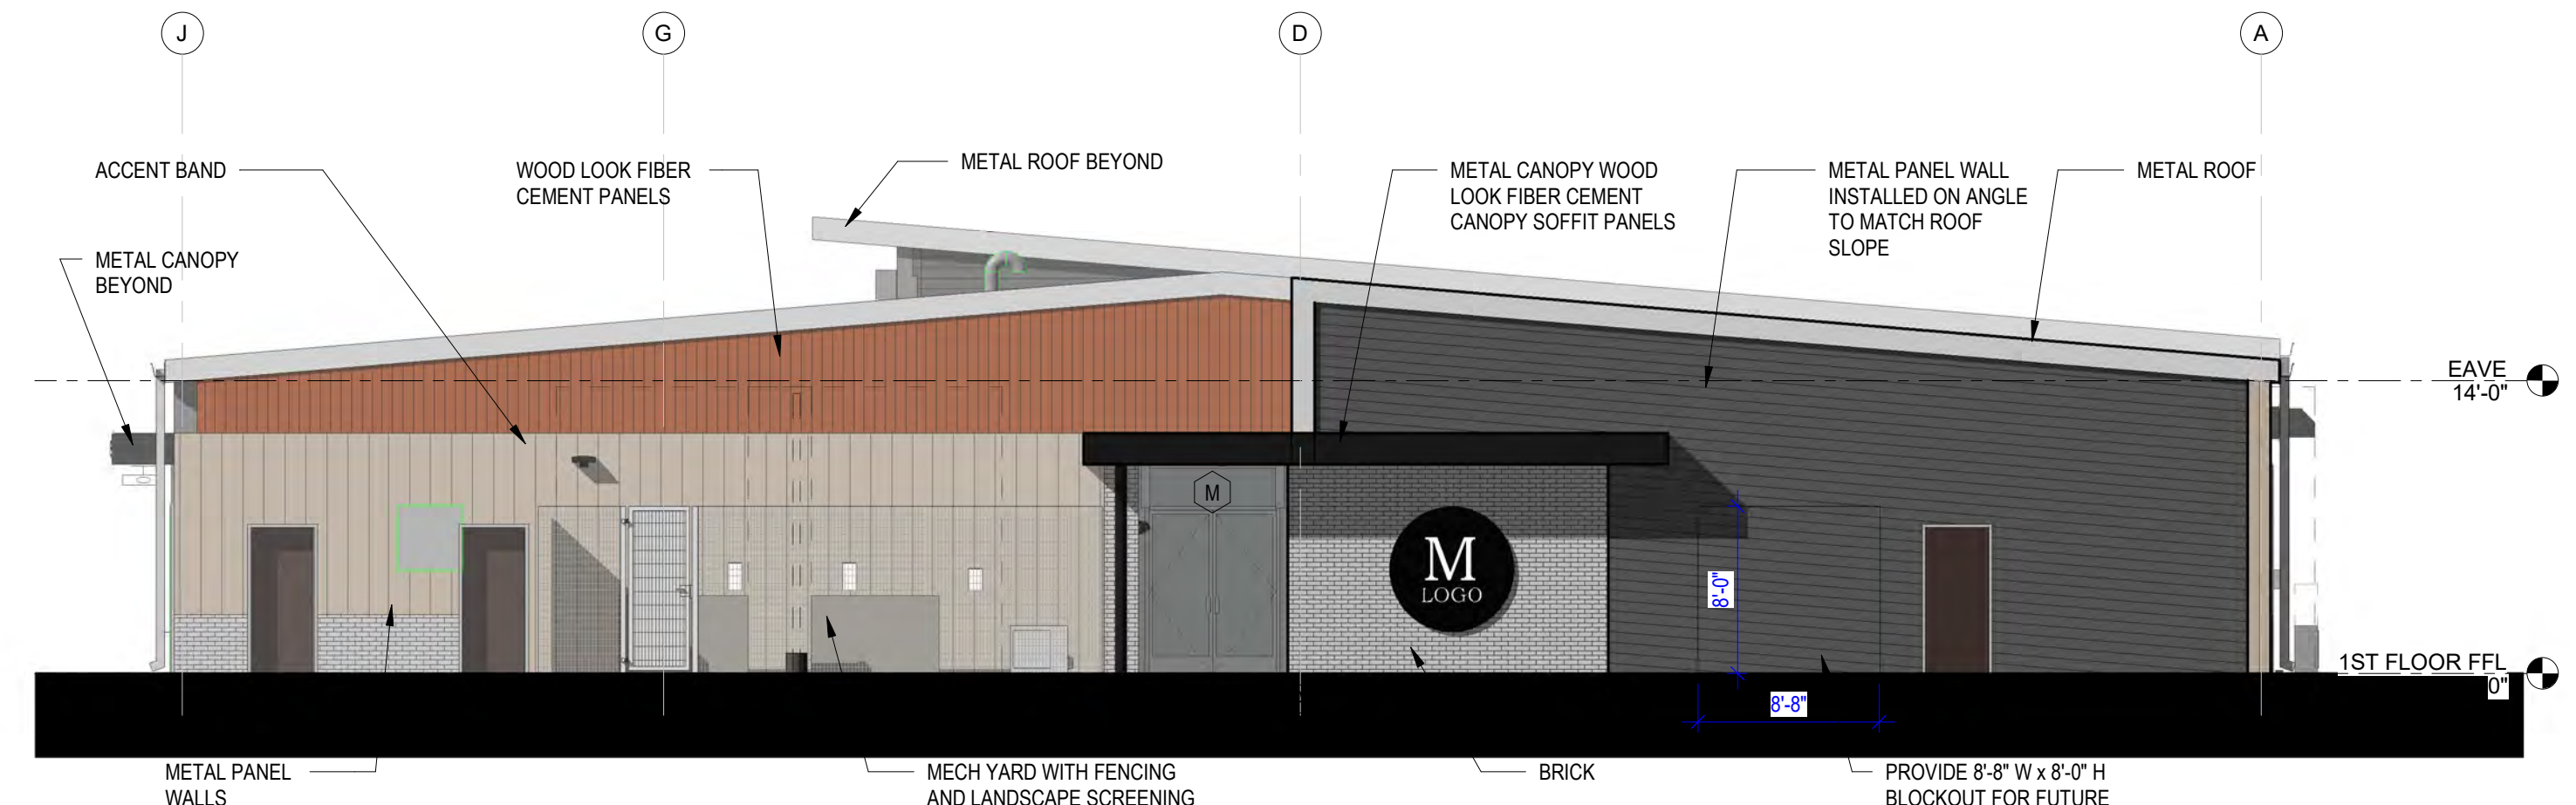 J
G
D
A
ACCENT BAND
WOOD LOOK FIBER
CEMENT PANELS
METAL ROOF BEYOND
METAL CANOPY WOOD
LOOK FIBER CEMENT
CANOPY SOFFIT PANELS
METAL PANEL WALL
INSTALLED ON ANGLE
TO MATCH ROOF
SLOPE
METAL ROOF
METAL CANOPY
BEYOND
EAVE
14'-0"
M
M
LOGO
8'-0"
8'-8"
1ST FLOOR FFL
0"
METAL PANEL
WALLS
MECH YARD WITH FENCING
AND LANDSCAPE SCREENING
BRICK
PROVIDE 8'-8" W x 8'-0" H
BLOCKOUT FOR FUTURE